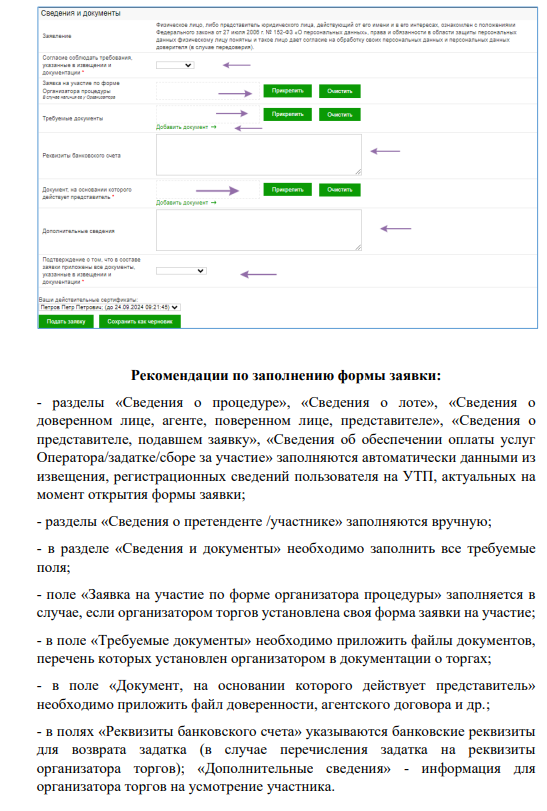 Сведения и документы
Заявление
Физическое лицо, либо представитель юридического лица, действующий от его имени и в его интересах, ознакомлен с положениями
Федерального закона от 27 июля 2006 г. № 152-ФЗ «О персональных данных», права и обязанности в области защиты персональных
данных физическому лицу понятны и такое лицо дает согласие на обработку своих персональных данных и персональных данных
доверителя (в случае передоверия).
Согласие соблюдать требования,
указанные в извещении и
документации *
Заявка на участие по форме
Организатора процедуры
В случае наличия у Организатора
Прикрепить Очистить
Требуемые документы
Прикрепить Очистить
Добавить документ →
Реквизиты банковского счета
Документ, на основании которого
действует представитель *
Прикрепить Очистить
Добавить документ →
Дополнительные сведения
Подтверждение о том, что в составе
заявки приложены все документы,
указанные в извещении и
документации *
Ваши действительные сертификаты:
Петров Петр Петрович; (до 24.09.2024 09:21:45)
Подать заявку Сохранить как черновик
Рекомендации по заполнению формы заявки:
- разделы «Сведения о процедуре», «Сведения о лоте», «Сведения о
доверенном лице, агенте, поверенном лице, представителе», «Сведения о
представителе, подавшем заявку», «Сведения об обеспечении оплаты услуг
Оператора/задатке/сборе за участие» заполняются автоматически данными из
извещения, регистрационных сведений пользователя на УТП, актуальных на
момент открытия формы заявки;
- разделы «Сведения о претенденте /участнике» заполняются вручную;
- в разделе «Сведения и документы» необходимо заполнить все требуемые
поля;
- поле «Заявка на участие по форме организатора процедуры» заполняется в
случае, если организатором торгов установлена своя форма заявки на участие;
- в поле «Требуемые документы» необходимо приложить файлы документов,
перечень которых установлен организатором в документации о торгах;
- в поле «Документ, на основании которого действует представитель»
необходимо приложить файл доверенности, агентского договора и др.;
- в полях «Реквизиты банковского счета» указываются банковские реквизиты
для возврата задатка (в случае перечисления задатка на реквизиты
организатора торгов); «Дополнительные сведения» - информация для
организатора торгов на усмотрение участника.